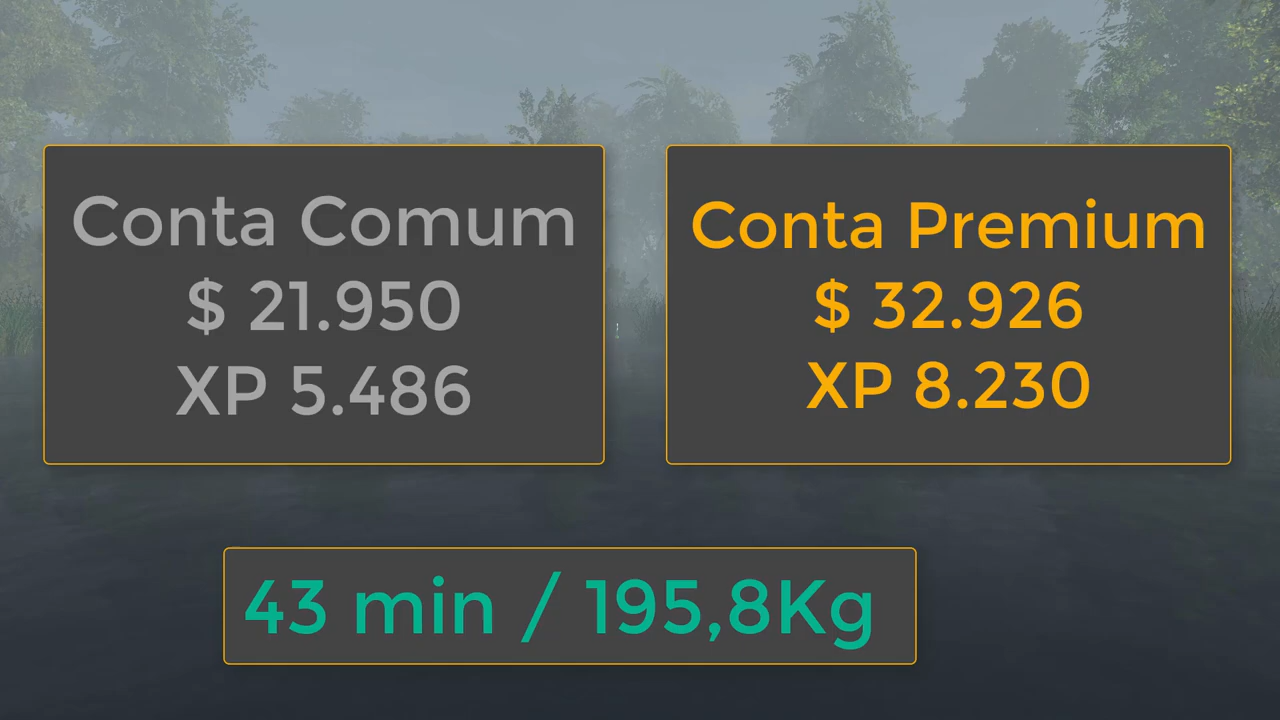 Conta Comum
$ 21.950
XP 5.486
Conta Premium
$ 32.926
XP 8.230
43 min / 195,8Kg